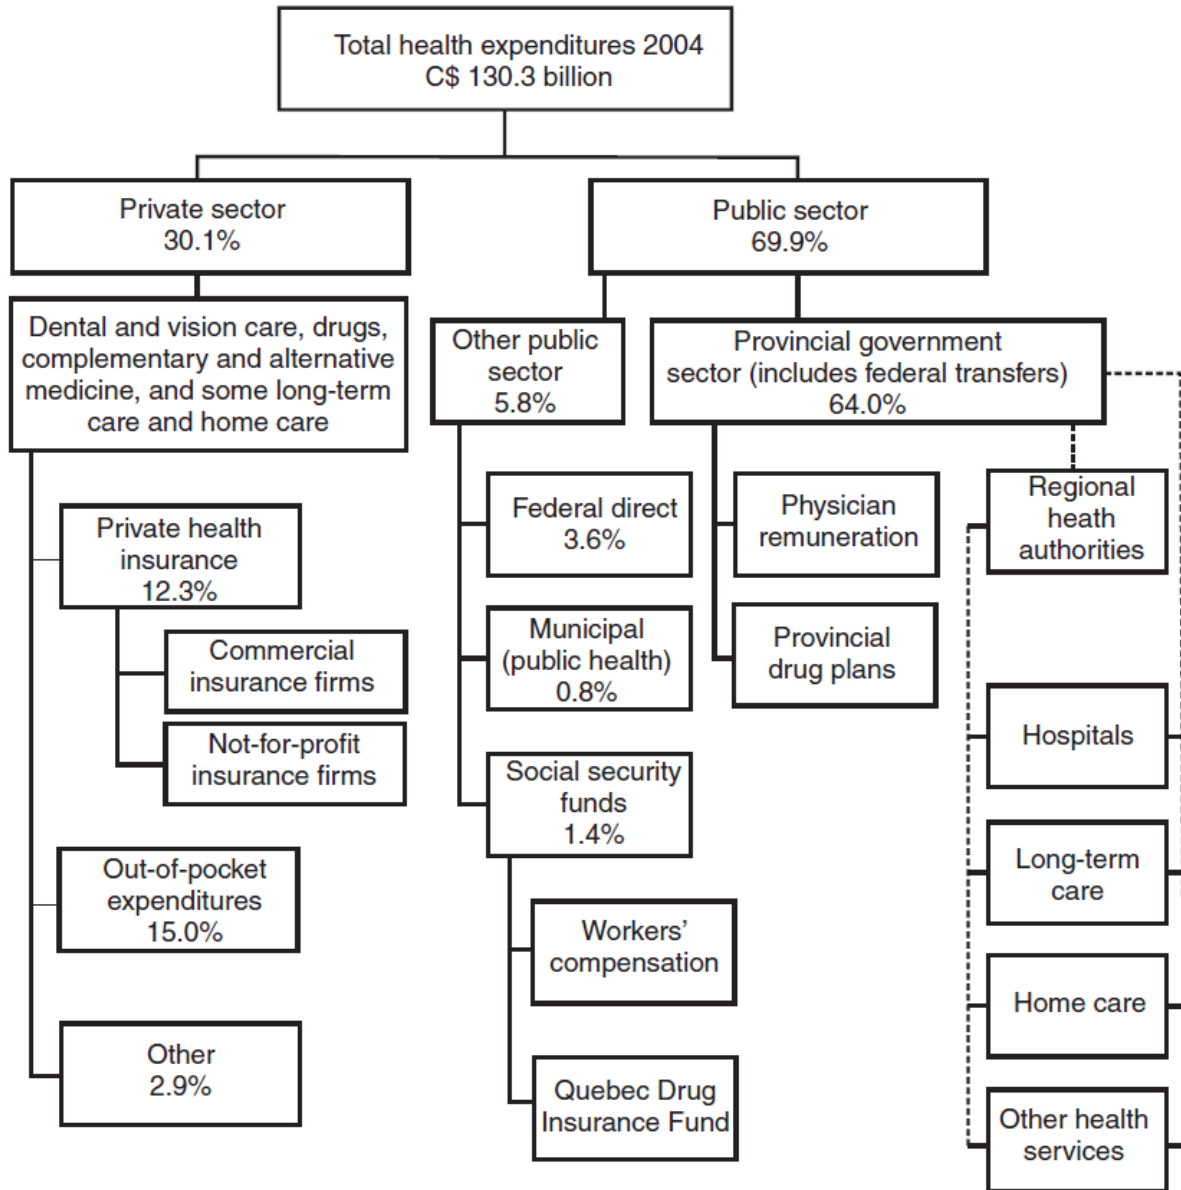 Total health expenditures 2004
C$ 130.3 billion
Private sector
30.1%
Public sector
69.9%
Dental and vision care, drugs,
complementary and alternative
medicine, and some long-term
care and home care
Other public
sector
5.8%
Provincial government
sector (includes federal transfers)
64.0%
Private health
insurance
12.3%
Commercial
insurance firms
Not-for-profit
insurance firms
Out-of-pocket
expenditures
15.0%
Other
2.9%
Federal direct
3.6%
Municipal
(public health)
0.8%
Social security
funds
1.4%
Workers’
compensation
Quebec Drug
Insurance Fund
Physician
remuneration
Provincial
drug plans
Regional
heath
authorities
Hospitals
Long-term
care
Home care
Other health
services